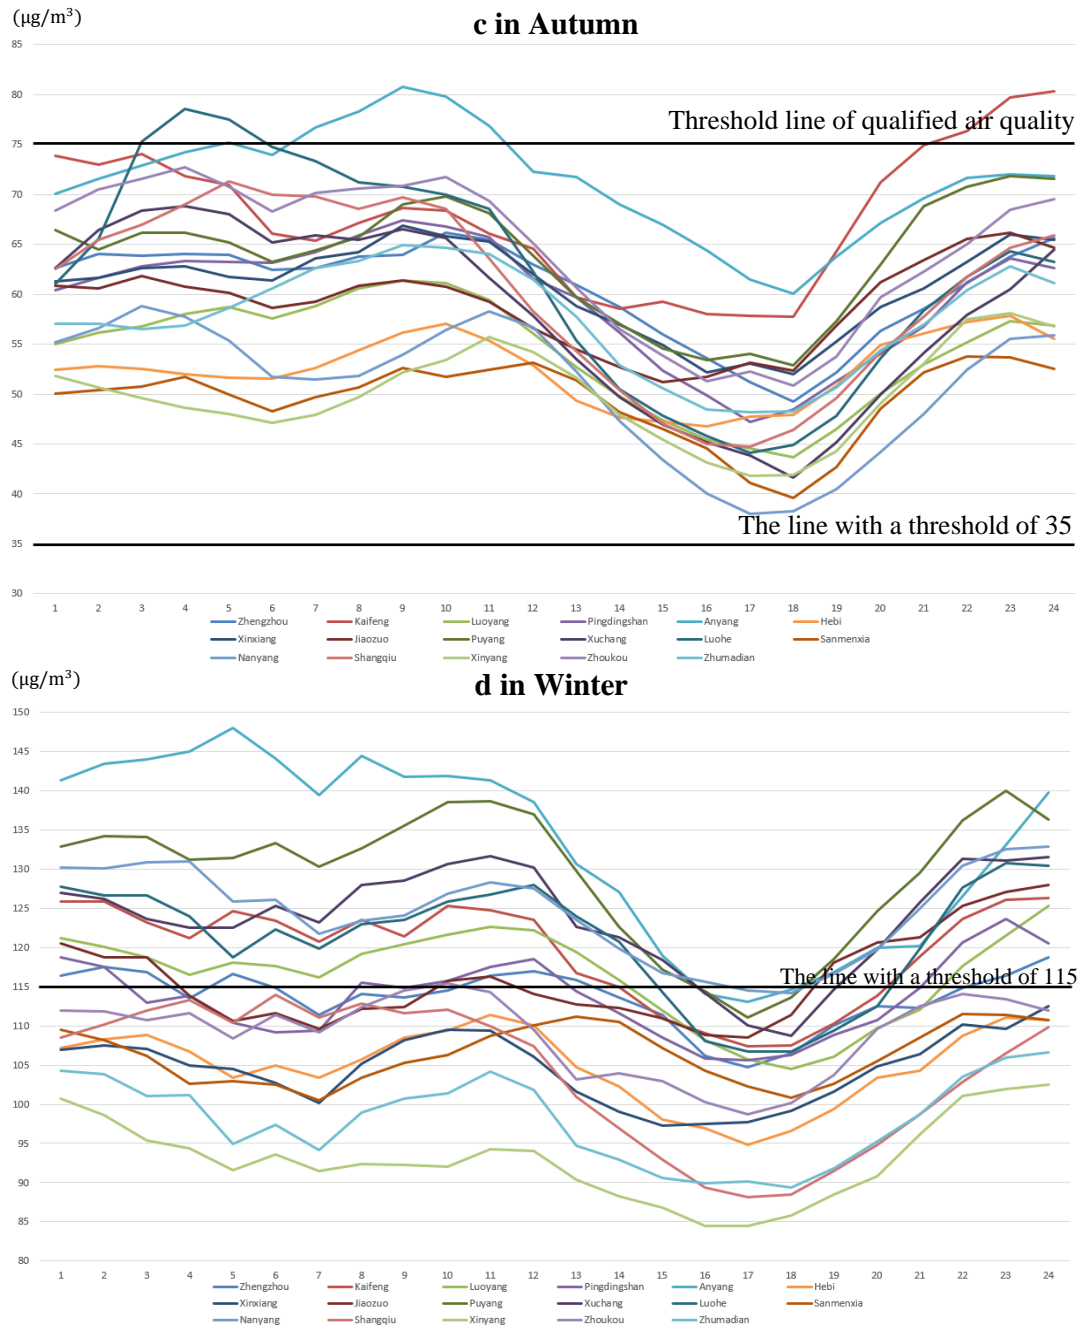 (μg/m³)
c in Autumn
85
80
Threshold line of qualified air quality
75
70
65
60
55
50
45
40
The line with a threshold of 35
35
30
1 2 3 4 5 6 7 8 9 10 11 12 13 14 15 16 17 18 19 20 21 22 23 24
Zhengzhou Kaifeng Luoyang Pingdingshan Anyang Hebi
Xinxiang Jiaozuo Puyang Xuchang Luohe Sanmenxia
Nanyang Shangqiu Xinyang Zhoukou Zhumadian
(μg/m³)
d in Winter
150
145
140
135
130
125
120
The line with a threshold of 115
115
110
105
100
95
90
85
80
1 2 3 4 5 6 7 8 9 10 11 12 13 14 15 16 17 18 19 20 21 22 23 24
Zhengzhou Kaifeng Luoyang Pingdingshan Anyang Hebi
Xinxiang Jiaozuo Puyang Xuchang Luohe Sanmenxia
Nanyang Shangqiu Xinyang Zhoukou Zhumadian